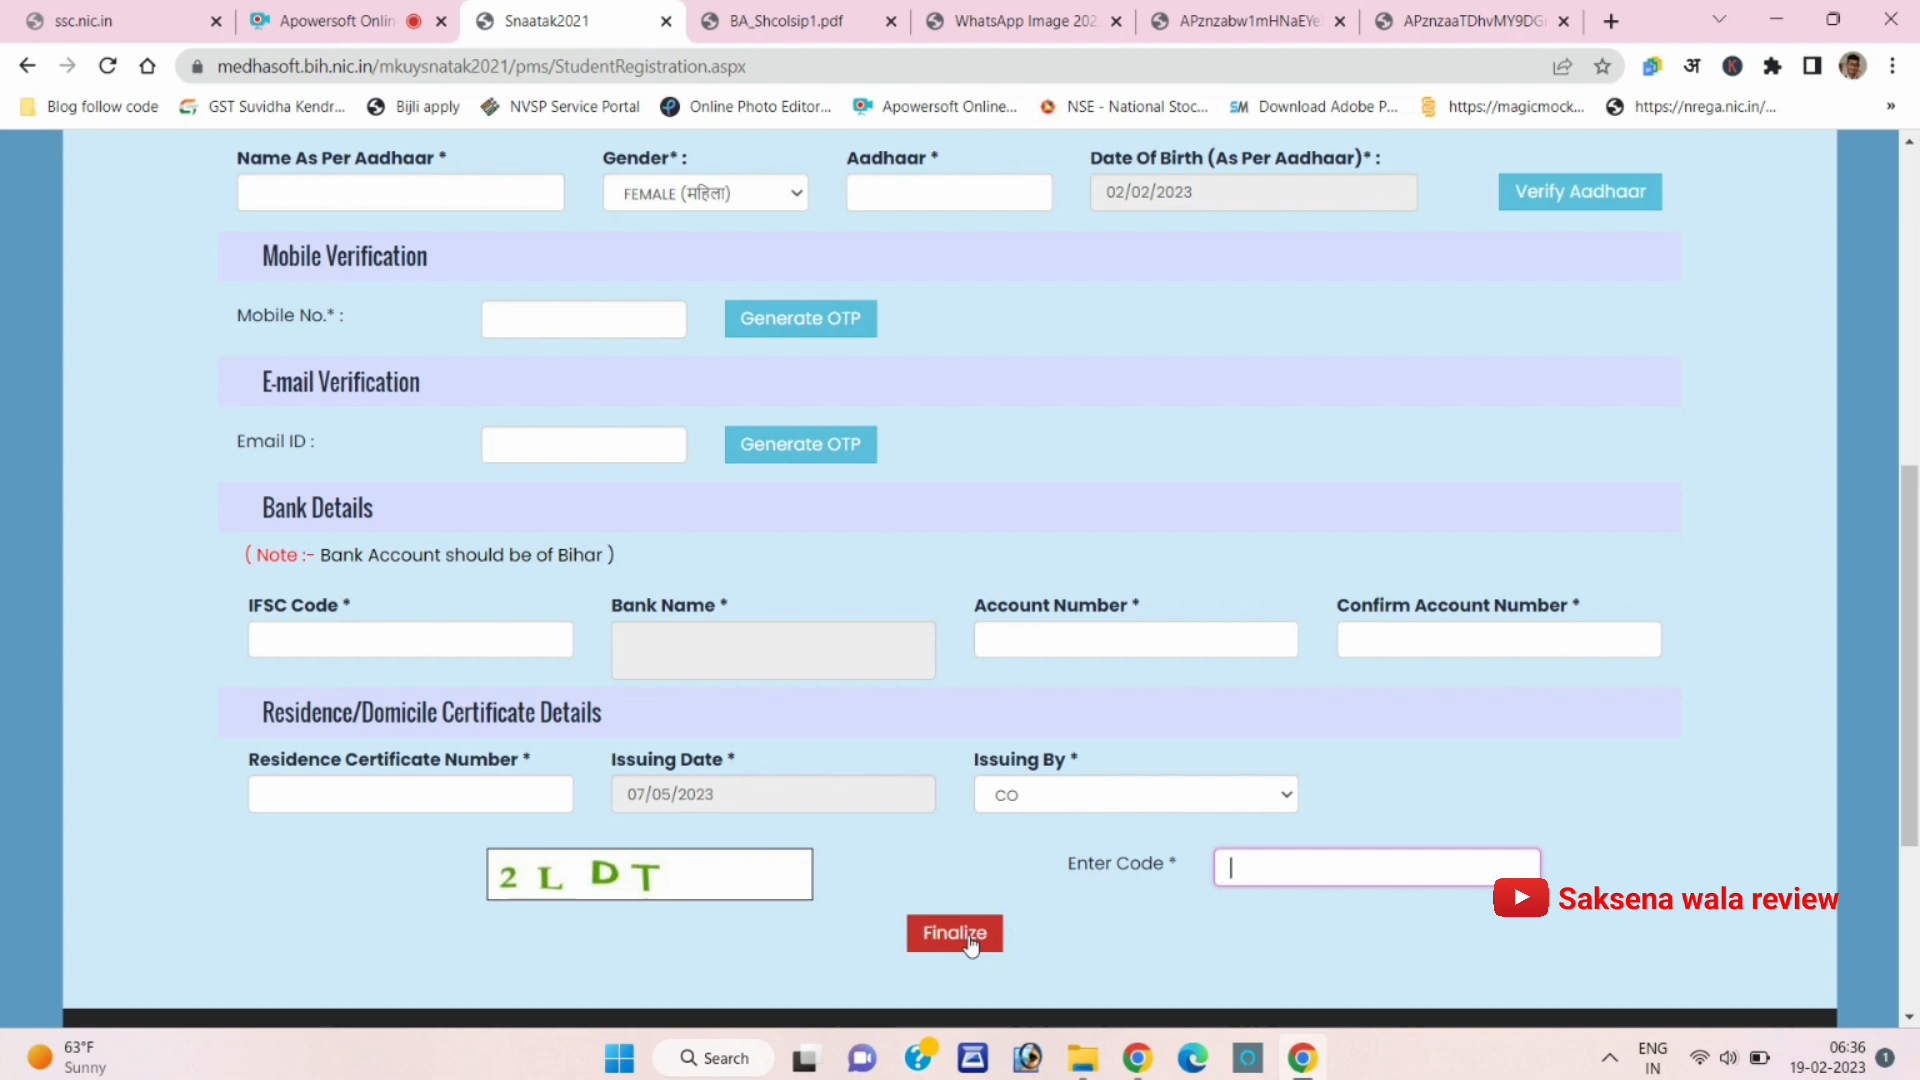 ssc.nic.in
Apowersoft Onlin
Snaatak2021
BA_Shcolsip1.pdf
WhatsApp Image 202
APznzabw1mHNaEYe
APznzaaTDhvMY9DG
medhasoft.bih.nic.in/mkuysnatak2021/pms/StudentRegistration.aspx
अ
K
Blog follow code
GST Suvidha Kendr...
Bijli apply
NVSP Service Portal
Online Photo Editor...
Apowersoft Online...
NSE - National Stoc...
SM Download Adobe P...
https://magicmock...
https://nrega.nic.in/...
»
Name As Per Aadhaar *
Gender* :
Aadhaar *
Date Of Birth (As Per Aadhaar)* :
FEMALE (महिला)
02/02/2023
Verify Aadhaar
Mobile Verification
Mobile No.* :
Generate OTP
E-mail Verification
Email ID :
Generate OTP
Bank Details
( Note :- Bank Account should be of Bihar )
IFSC Code *
Bank Name *
Account Number *
Confirm Account Number *
Residence/Domicile Certificate Details
Residence Certificate Number *
Issuing Date *
Issuing By *
07/05/2023
CO
2 L D T
Enter Code *
Saksena wala review
Finalize
63°F
Sunny
Search
ENG
IN
06:36
19-02-2023
1